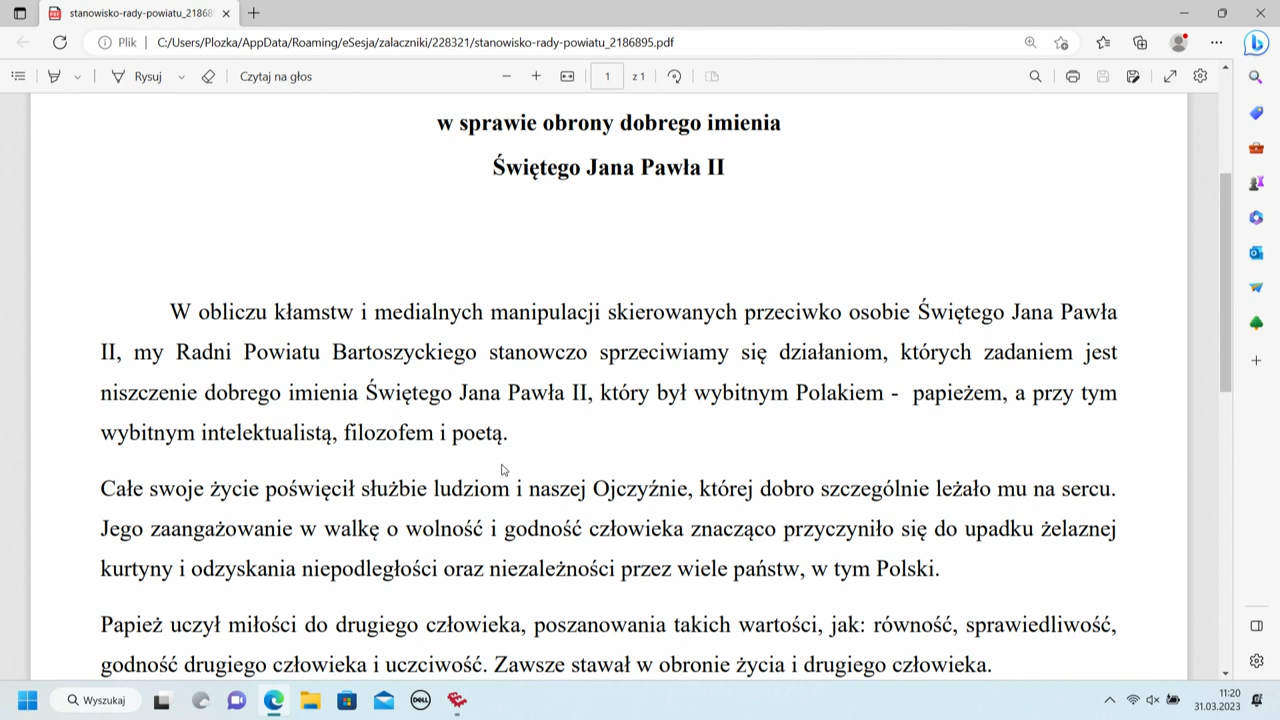 stanowisko-rady-powiatu_21868
Plik
C:/Users/Plozka/AppData/Roaming/eSesja/zalaczniki/228321/stanowisko-rady-powiatu_2186895.pdf
Rysuj
Czytaj na głos
1
z 1
w sprawie obrony dobrego imienia
Świętego Jana Pawła II
W obliczu kłamstw i medialnych manipulacji skierowanych przeciwko osobie Świętego Jana Pawła
II, my Radni Powiatu Bartoszyckiego stanowczo sprzeciwiamy się działaniom, których zadaniem jest
niszczenie dobrego imienia Świętego Jana Pawła II, który był wybitnym Polakiem - papieżem, a przy tym
wybitnym intelektualistą, filozofem i poetą.
Całe swoje życie poświęcił służbie ludziom i naszej Ojczyźnie, której dobro szczególnie leżało mu na sercu.
Jego zaangażowanie w walkę o wolność i godność człowieka znacząco przyczyniło się do upadku żelaznej
kurtyny i odzyskania niepodległości oraz niezależności przez wiele państw, w tym Polski.
Papież uczył miłości do drugiego człowieka, poszanowania takich wartości, jak: równość, sprawiedliwość,
godność drugiego człowieka i uczciwość. Zawsze stawał w obronie życia i drugiego człowieka.
Wyszukaj
DELL
11:20
31.03.2023